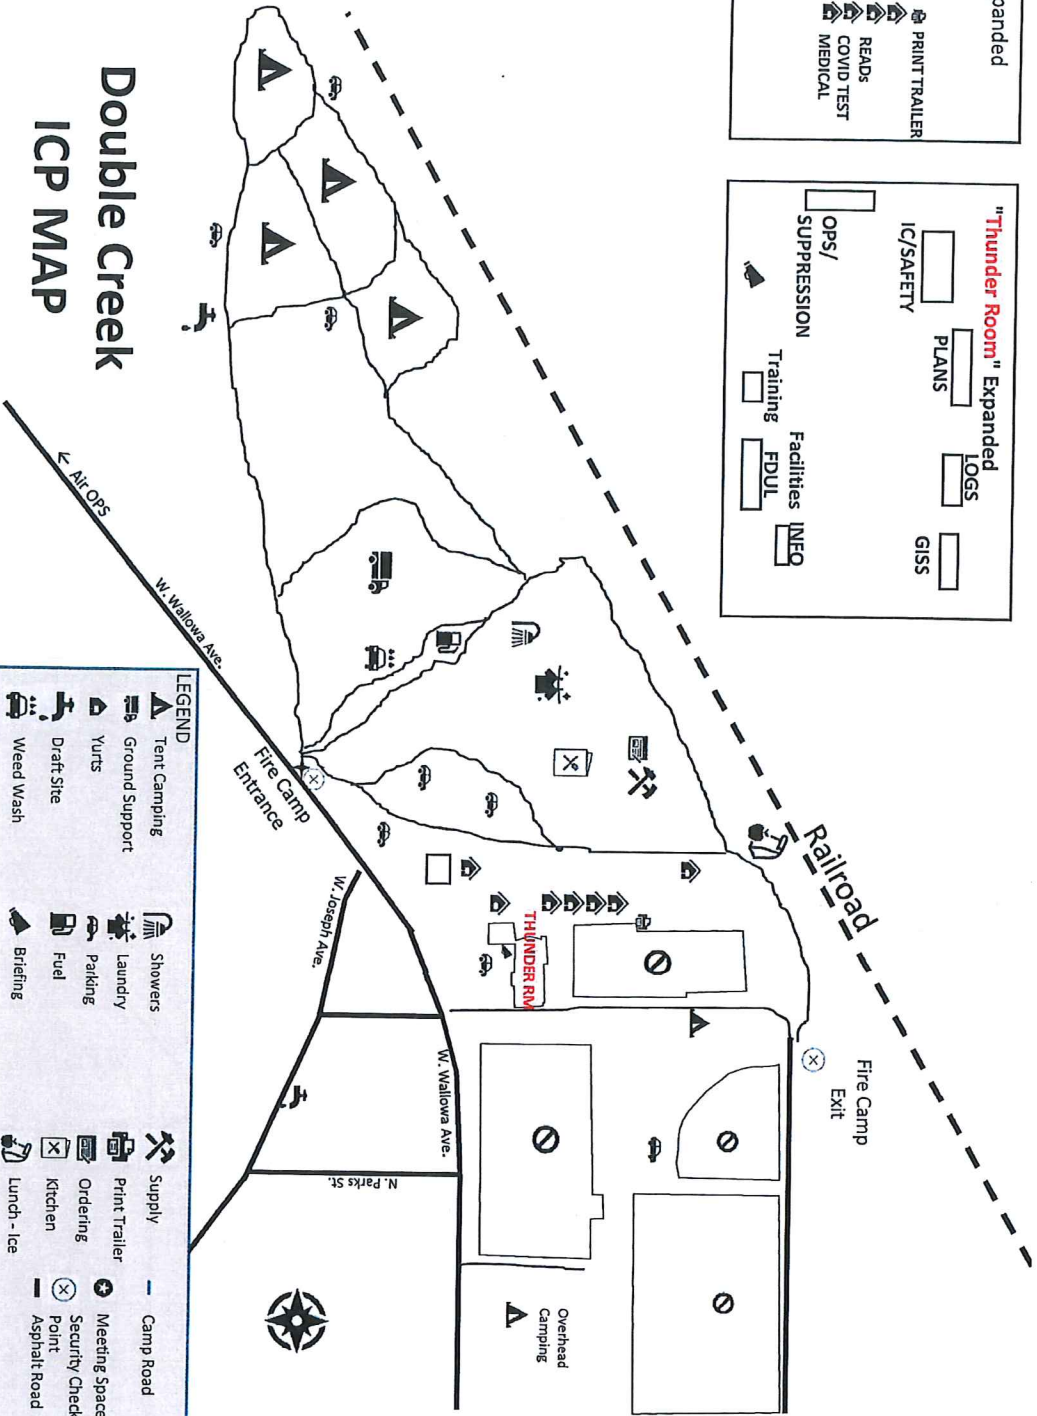 panded
PRINT TRAILER
READs
COVID TEST
MEDICAL
"Thunder Room" Expanded
IC/SAFETY
PLANS
LOGS
GISS
OPS/
SUPPRESSION
Training
Facilities
FDUL
INFO
Double Creek
ICP MAP
Railroad
Air OPS
W. Wallowa Ave.
Fire Camp
Entrance
W. Joseph Ave.
THUNDER RM
W. Wallowa Ave.
N. Parks St.
Fire Camp
Exit
Overhead
Camping
LEGEND
Tent Camping
Ground Support
Yurts
Draft Site
Weed Wash
Showers
Laundry
Parking
Fuel
Briefing
Supply
Print Trailer
Ordering
Kitchen
Lunch - Ice
Camp Road
Meeting Space
Security Check
Point
Asphalt Road